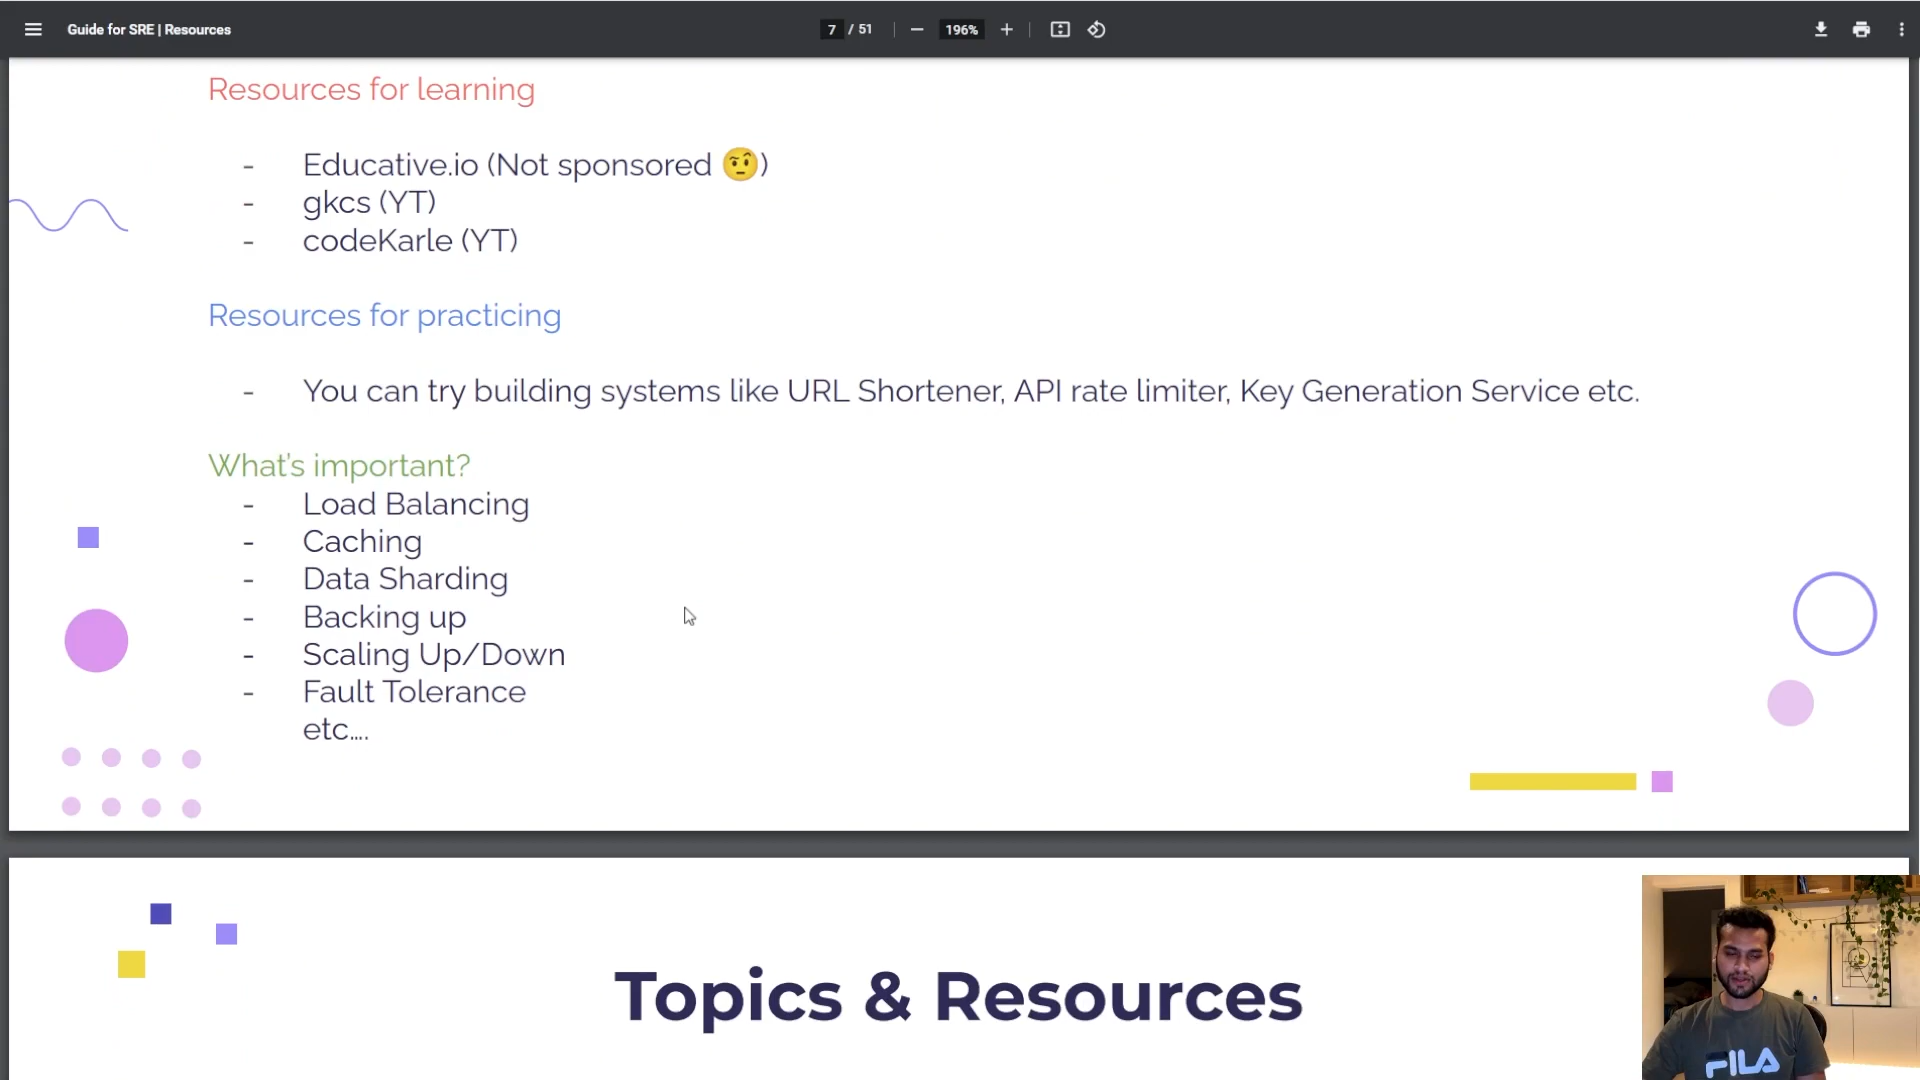 Guide for SRE | Resources
7 / 51
196%
Resources for learning
- Educative.io (Not sponsored 🤨)
- gkcs (YT)
- codeKarle (YT)
Resources for practicing
- You can try building systems like URL Shortener, API rate limiter, Key Generation Service etc.
What's important?
- Load Balancing
- Caching
- Data Sharding
- Backing up
- Scaling Up/Down
- Fault Tolerance
etc....
Topics & Resources
FILA